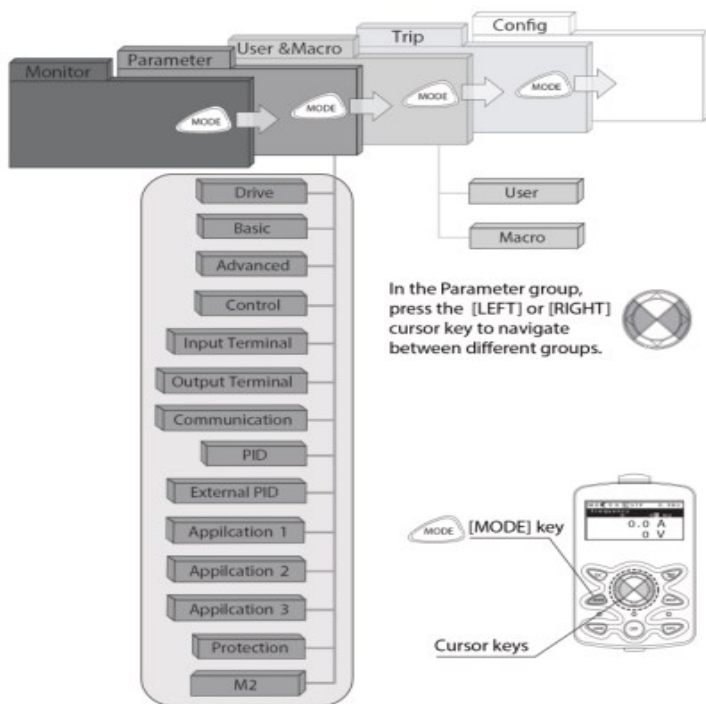 Monitor
Parameter
User &Macro
Trip
Config
MODE
MODE
MODE
MODE
Drive
Basic
Advanced
Control
Input Terminal
Output Terminal
Communication
PID
External PID
Appilcation 1
Appilcation 2
Appilcation 3
Protection
M2
User
Macro
In the Parameter group,
press the [LEFT] or [RIGHT]
cursor key to navigate
between different groups.
MODE
[MODE] key
0.0 A
0 V
Cursor keys